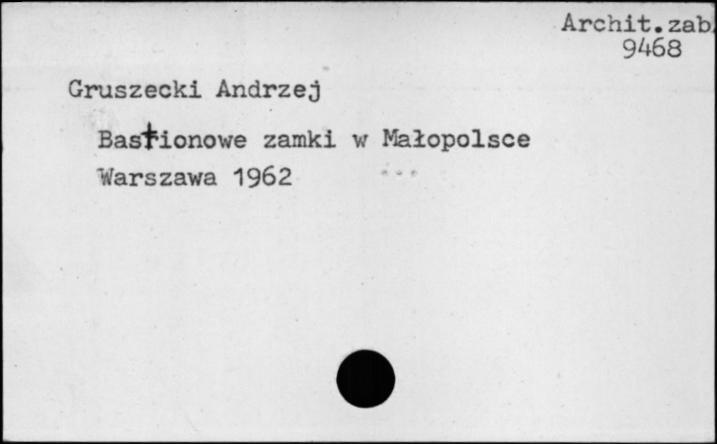 Archit.zab.
9468
Gruszecki Andrzej
Bastionowe zamki w Małopolsce
Warszawa 1962